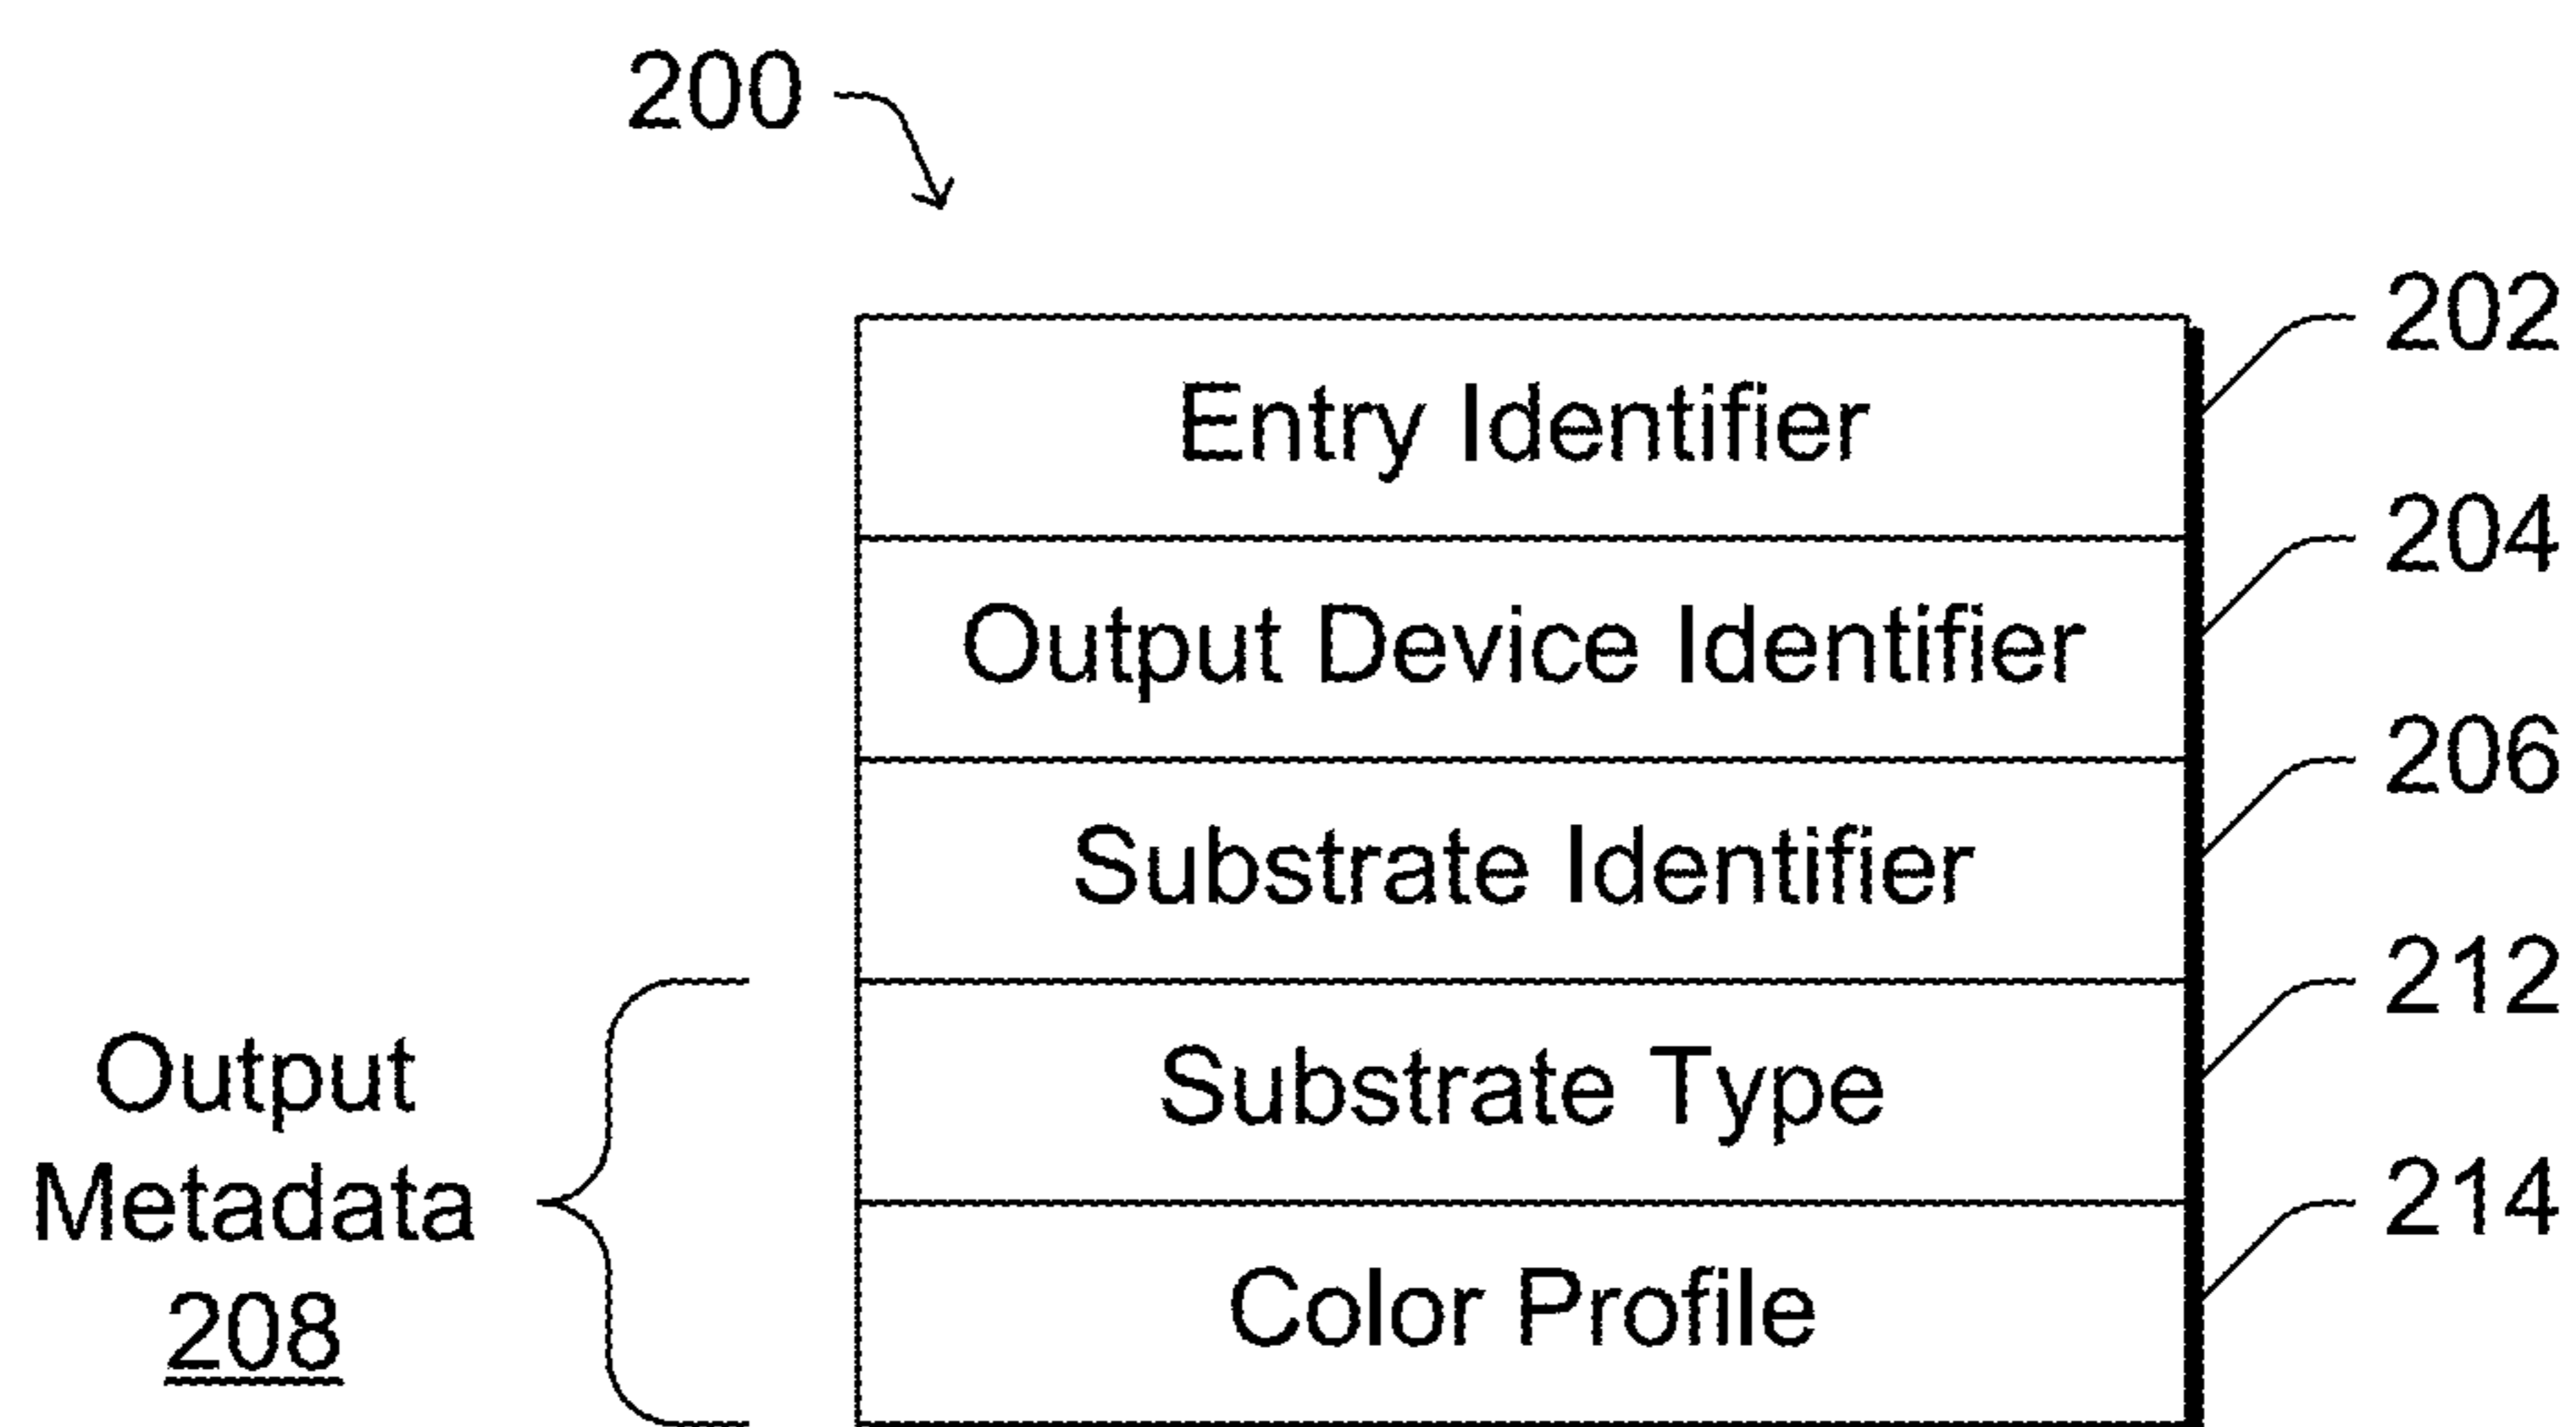 200
202
Entry Identifier
204
Output Device Identifier
206
Substrate Identifier
212
Substrate Type
214
Color Profile
Output
Metadata
208